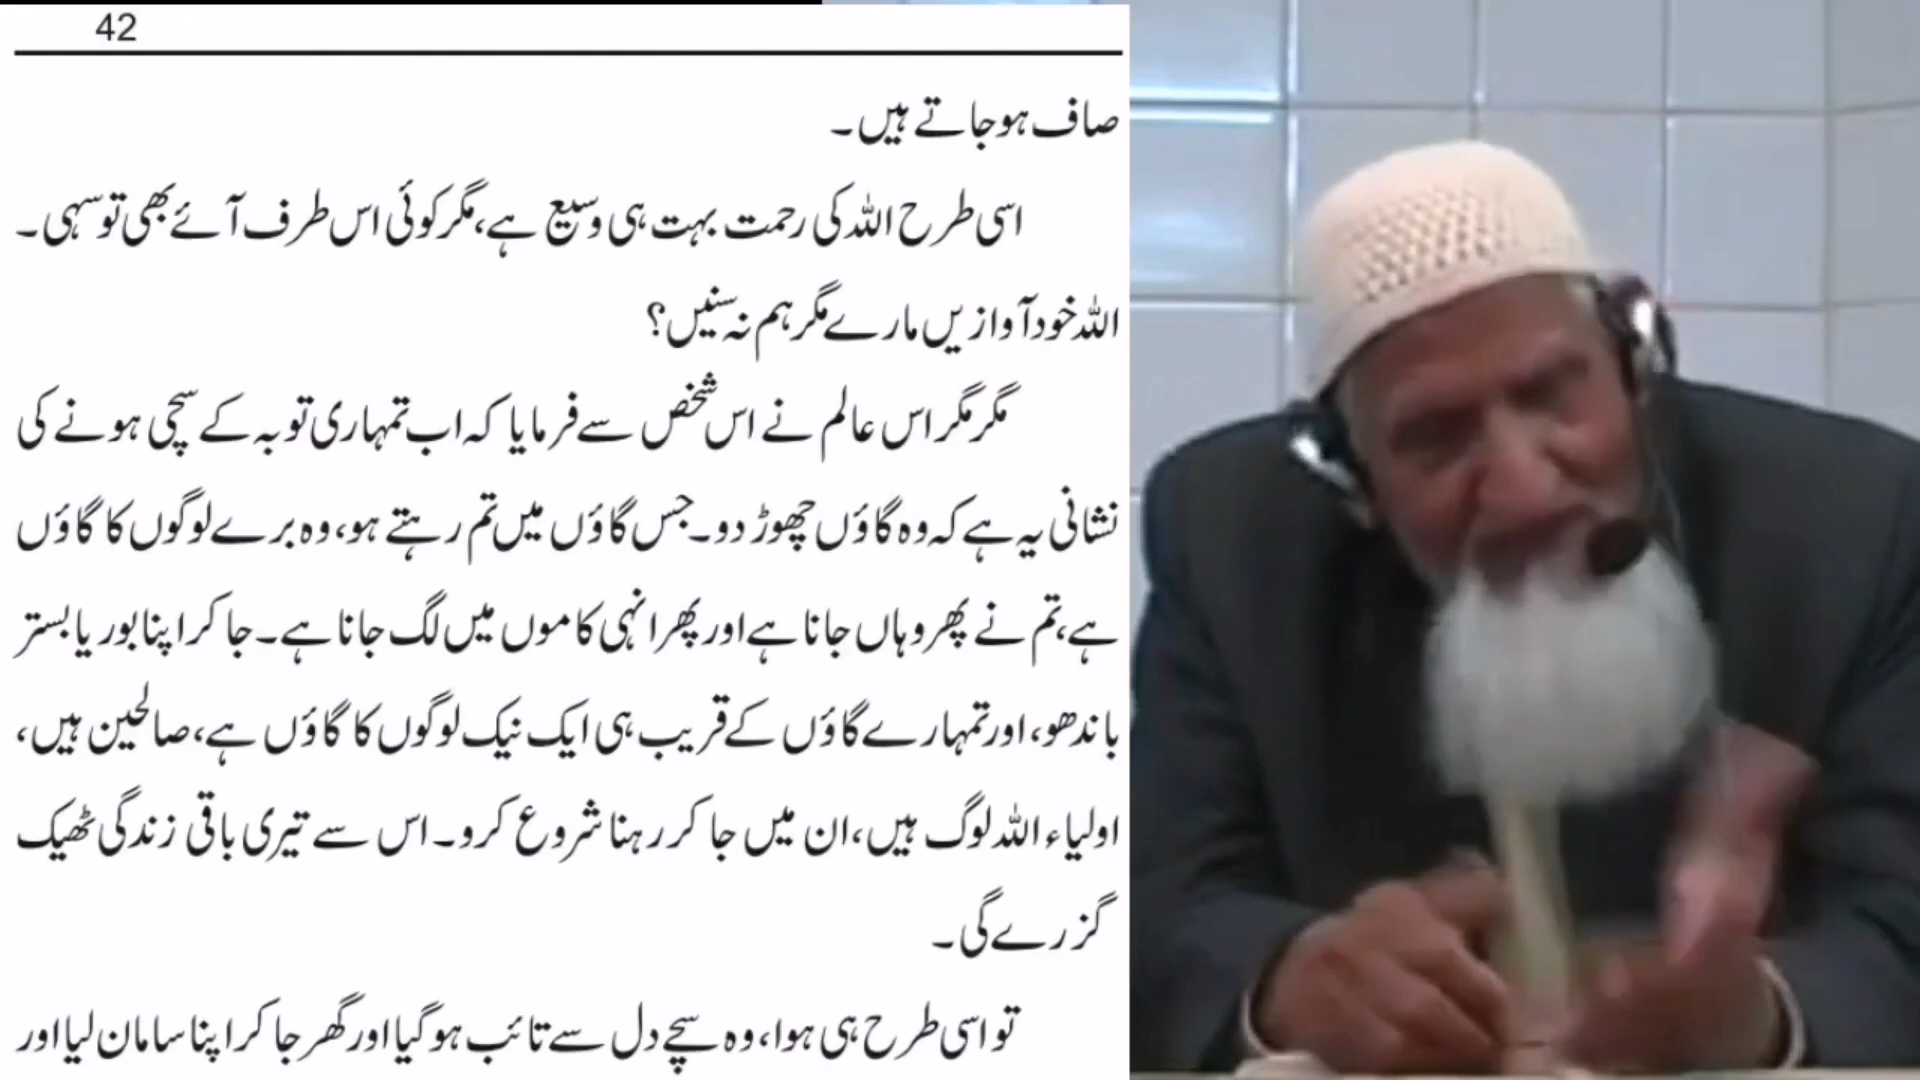 42
صاف ہوجاتے ہیں۔
اسی طرح اللہ کی رحمت بہت ہی وسیع ہے، مگر کوئی اس طرف آئے بھی تو سہی۔
اللہ خود آوازیں مارے مگر ہم نہ سنیں؟
مگر مگر اس عالم نے اس شخص سے فرمایا کہ اب تمہاری توبہ کے سچی ہونے کی
نشانی یہ ہے کہ وہ گاؤں چھوڑ دو۔ جس گاؤں میں تم رہتے ہو، وہ برے لوگوں کا گاؤں
ہے، تم نے پھر وہاں جانا ہے اور پھر انہی کاموں میں لگ جانا ہے۔ جا کر اپنا بوریا بستر
باندھو، اور تمہارے گاؤں کے قریب ہی ایک نیک لوگوں کا گاؤں ہے، صالحین ہیں،
اولیاء اللہ لوگ ہیں، ان میں جا کر رہنا شروع کرو۔ اس سے تیری باقی زندگی ٹھیک
گزرے گی۔
تو اسی طرح ہی ہوا، وہ سچے دل سے تائب ہو گیا اور گھر جا کر اپنا سامان لیا اور